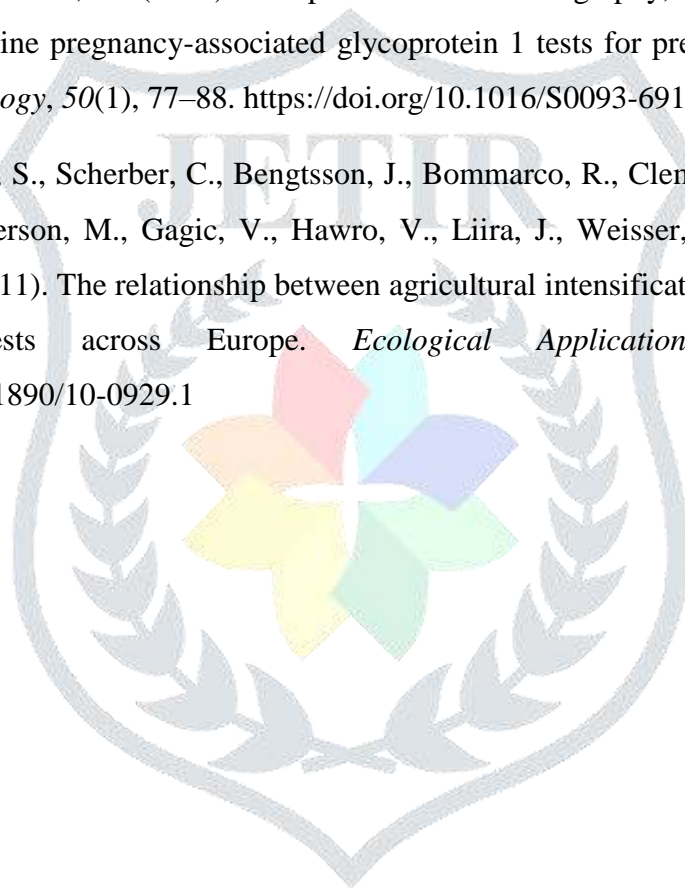 ine pregnancy-associated glycoprotein 1 tests for pre
ogy, 50(1), 77–88. https://doi.org/10.1016/S0093-691
JETIR
S., Scherber, C., Bengtsson, J., Bommarco, R., Clem
erson, M., Gagic, V., Hawro, V., Liira, J., Weisser,
11). The relationship between agricultural intensificat
ests across Europe. Ecological Application
1890/10-0929.1